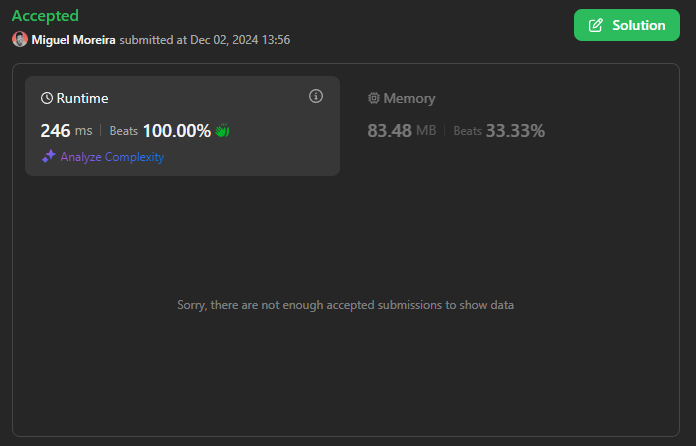 Accepted
Solution
Miguel Moreira submitted at Dec 02, 2024 13:56
Runtime
246 ms | Beats 100.00%
Analyze Complexity
Memory
83.48 MB | Beats 33.33%
Sorry, there are not enough accepted submissions to show data